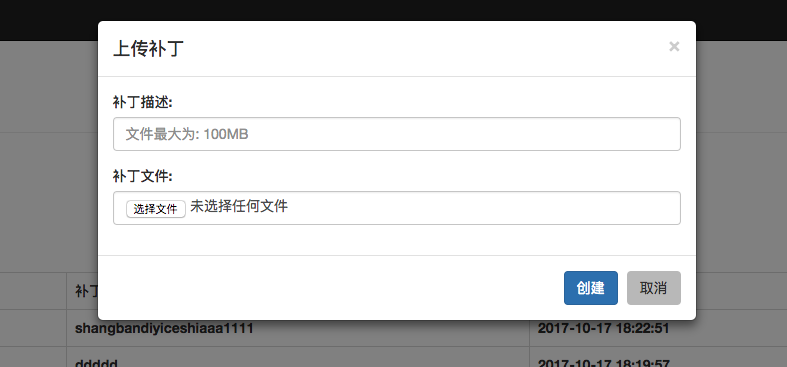 上传补丁
×
补丁描述:
文件最大为: 100MB
补丁文件:
选择文件 未选择任何文件
创建 取消
补丁
shangbandiyiceshiaaa1111 2017-10-17 18:22:51
ddddd 2017-10-17 18:19:57